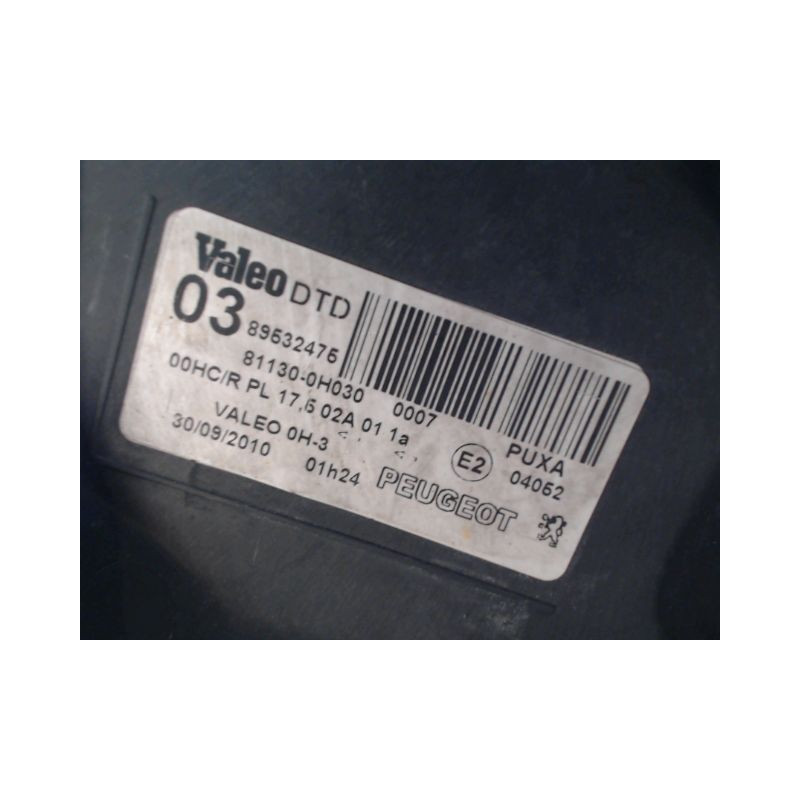 Valeo DTD
03 89632476
81130-0H030 0007 PUXA
00HC/R PL 17,5 02A 01 1a E2 04052
VALEO 0H-3
30/09/2010 01h24 PEUGEOT